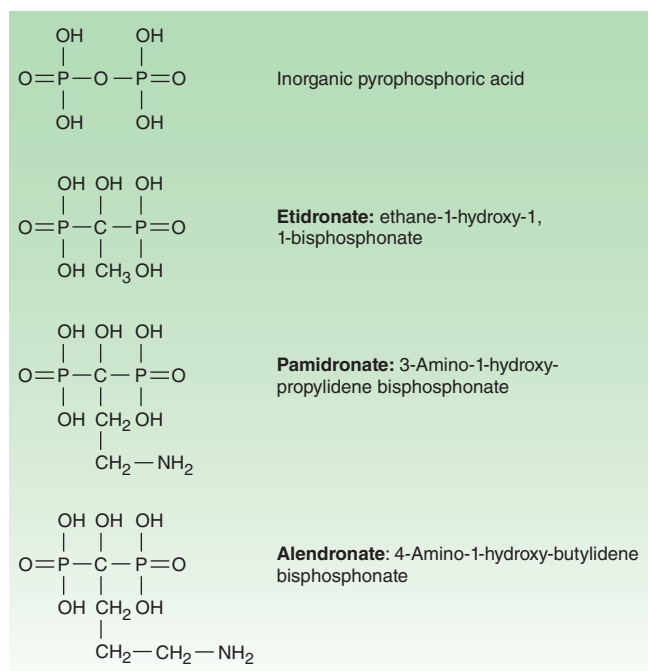 OH OH
O=P—O—P=O
OH OH
Inorganic pyrophosphoric acid
OH OH OH
O=P—C—P=O
OH CH3 OH
Etidronate: ethane-1-hydroxy-1,
1-bisphosphonate
OH OH OH
O=P—C—P=O
OH CH2 OH
CH2—NH2
Pamidronate: 3-Amino-1-hydroxy-
propylidene bisphosphonate
OH OH OH
O=P—C—P=O
OH CH2 OH
CH2—CH2—NH2
Alendronate: 4-Amino-1-hydroxy-butylidene
bisphosphonate